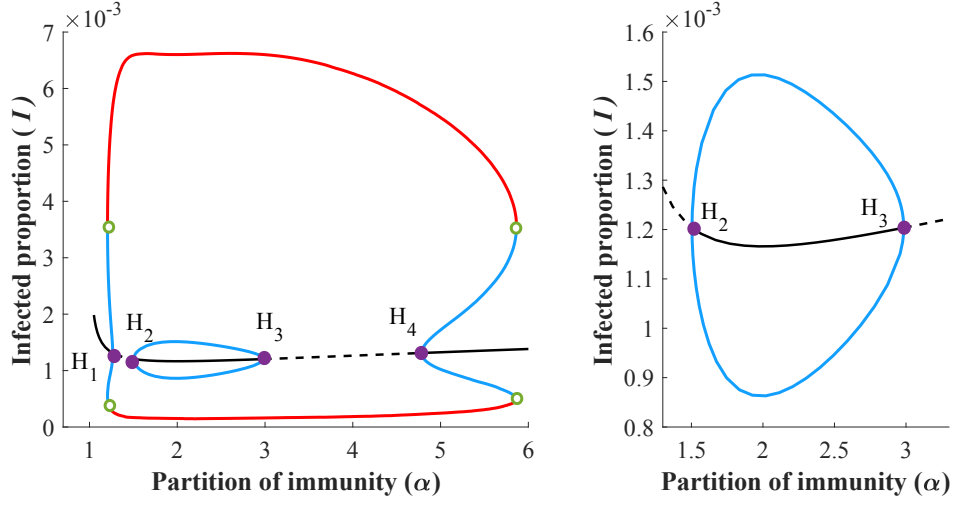 ×10⁻³
7
6
5
4
3
2
1
0
Infected proportion ( I )
H₁
H₂
H₃
H₄
1 2 3 4 5 6
Partition of immunity (α)
×10⁻³
1.6
1.5
1.4
1.3
1.2
1.1
1
0.9
0.8
Infected proportion ( I )
H₂
H₃
1.5 2 2.5 3
Partition of immunity (α)